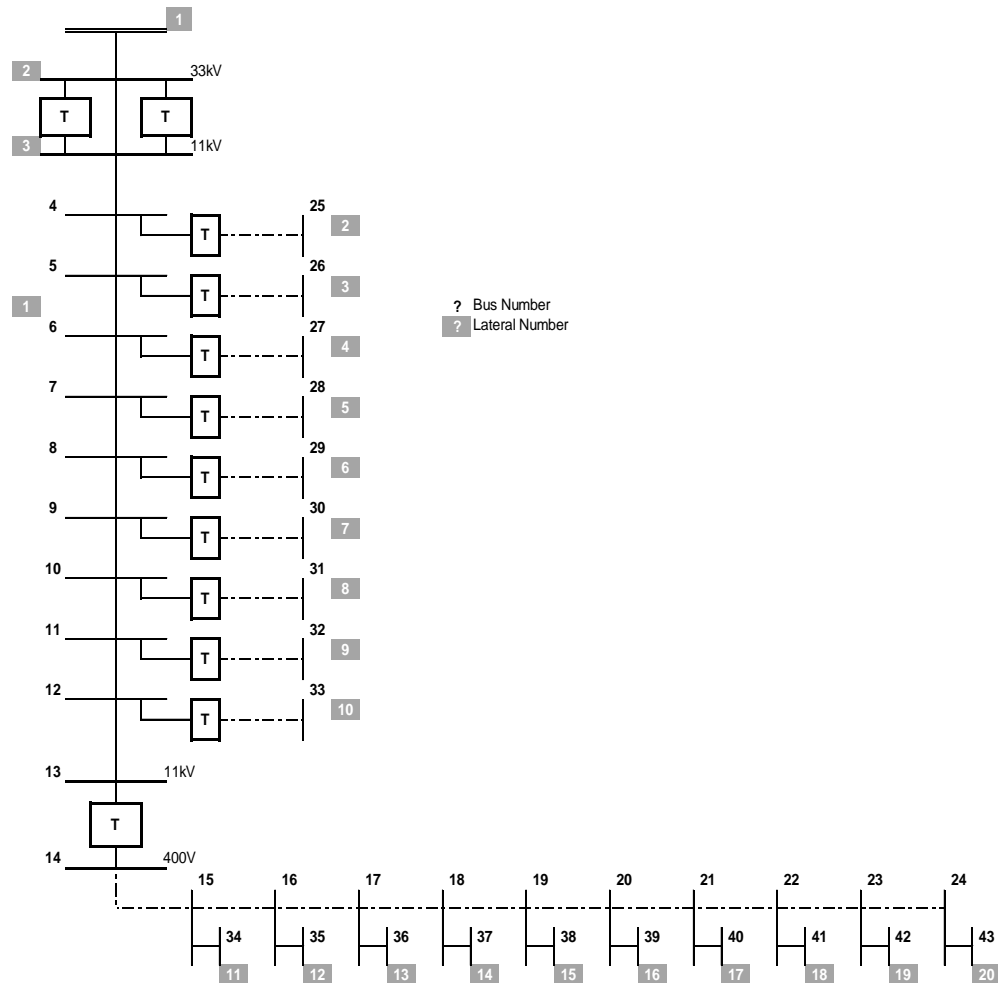 1
2 33kV
T T
3 11kV
4 25
T 2
5 26
T 3
1
? Bus Number
6 27
? Lateral Number
T 4
7 28
T 5
8 29
T 6
9 30
T 7
10 31
T 8
11 32
T 9
12 33
T 10
13 11kV
T
14 400V
15 16 17 18 19 20 21 22 23 24
34 35 36 37 38 39 40 41 42 43
11 12 13 14 15 16 17 18 19 20